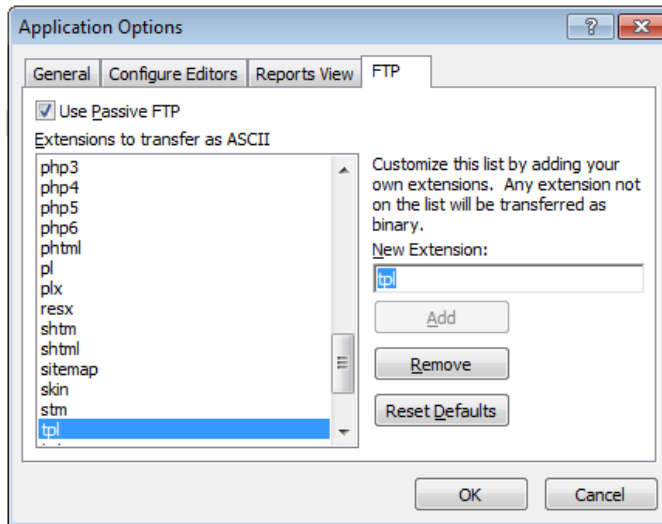 Application Options
General
Configure Editors
Reports View
FTP
Use Passive FTP
Extensions to transfer as ASCII
php3
php4
php5
php6
phtml
pl
plx
resx
shtm
shtml
sitemap
skin
stm
tpl
Customize this list by adding your
own extensions. Any extension not
on the list will be transferred as
binary.
New Extension:
tpl
Add
Remove
Reset Defaults
OK
Cancel